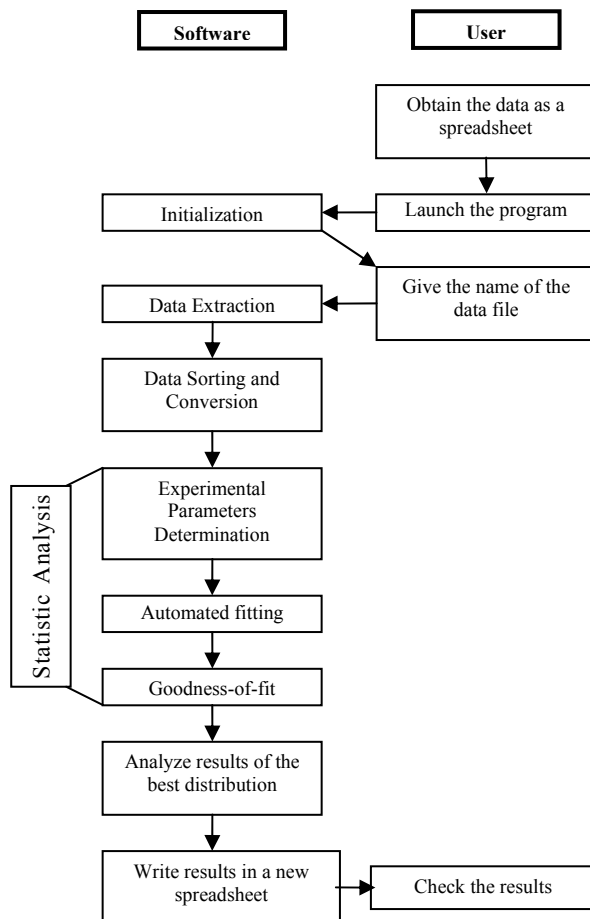 Software
User
Obtain the data as a
spreadsheet
Launch the program
Initialization
Give the name of the
data file
Data Extraction
Data Sorting and
Conversion
Statistic Analysis
Experimental
Parameters
Determination
Automated fitting
Goodness-of-fit
Analyze results of the
best distribution
Write results in a new
spreadsheet
Check the results